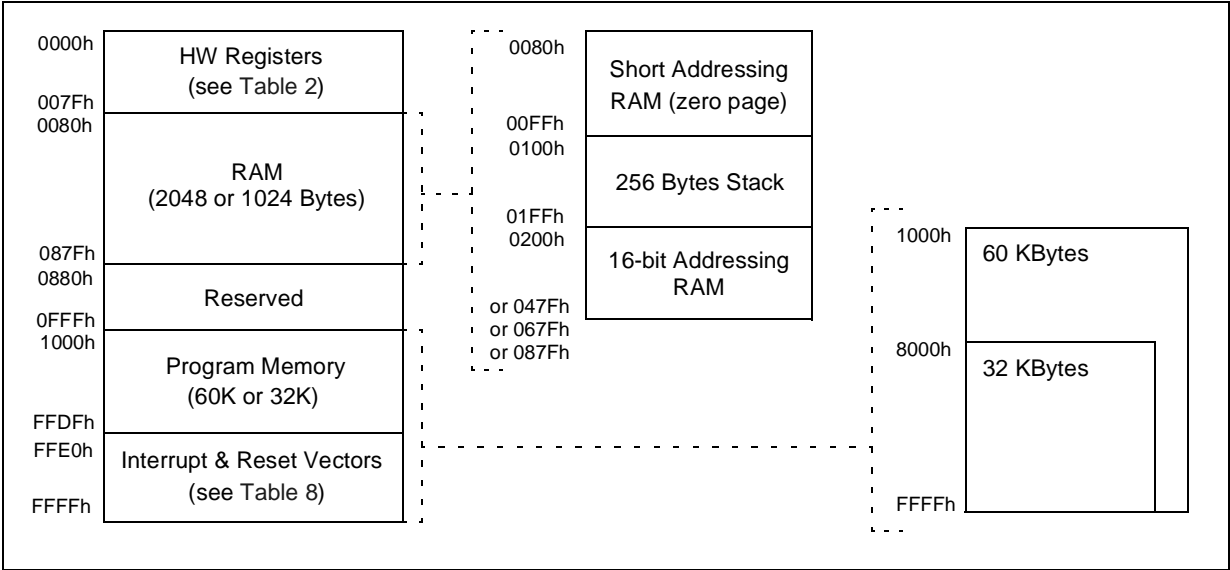 0000h
HW Registers
(see Table 2)
007Fh
0080h
RAM
(2048 or 1024 Bytes)
087Fh
0880h
Reserved
0FFFh
1000h
Program Memory
(60K or 32K)
FFDFh
FFE0h
Interrupt & Reset Vectors
(see Table 8)
FFFFh
0080h
Short Addressing
RAM (zero page)
00FFh
0100h
256 Bytes Stack
01FFh
0200h
16-bit Addressing
RAM
or 047Fh
or 067Fh
or 087Fh
1000h
60 KBytes
8000h
32 KBytes
FFFFh